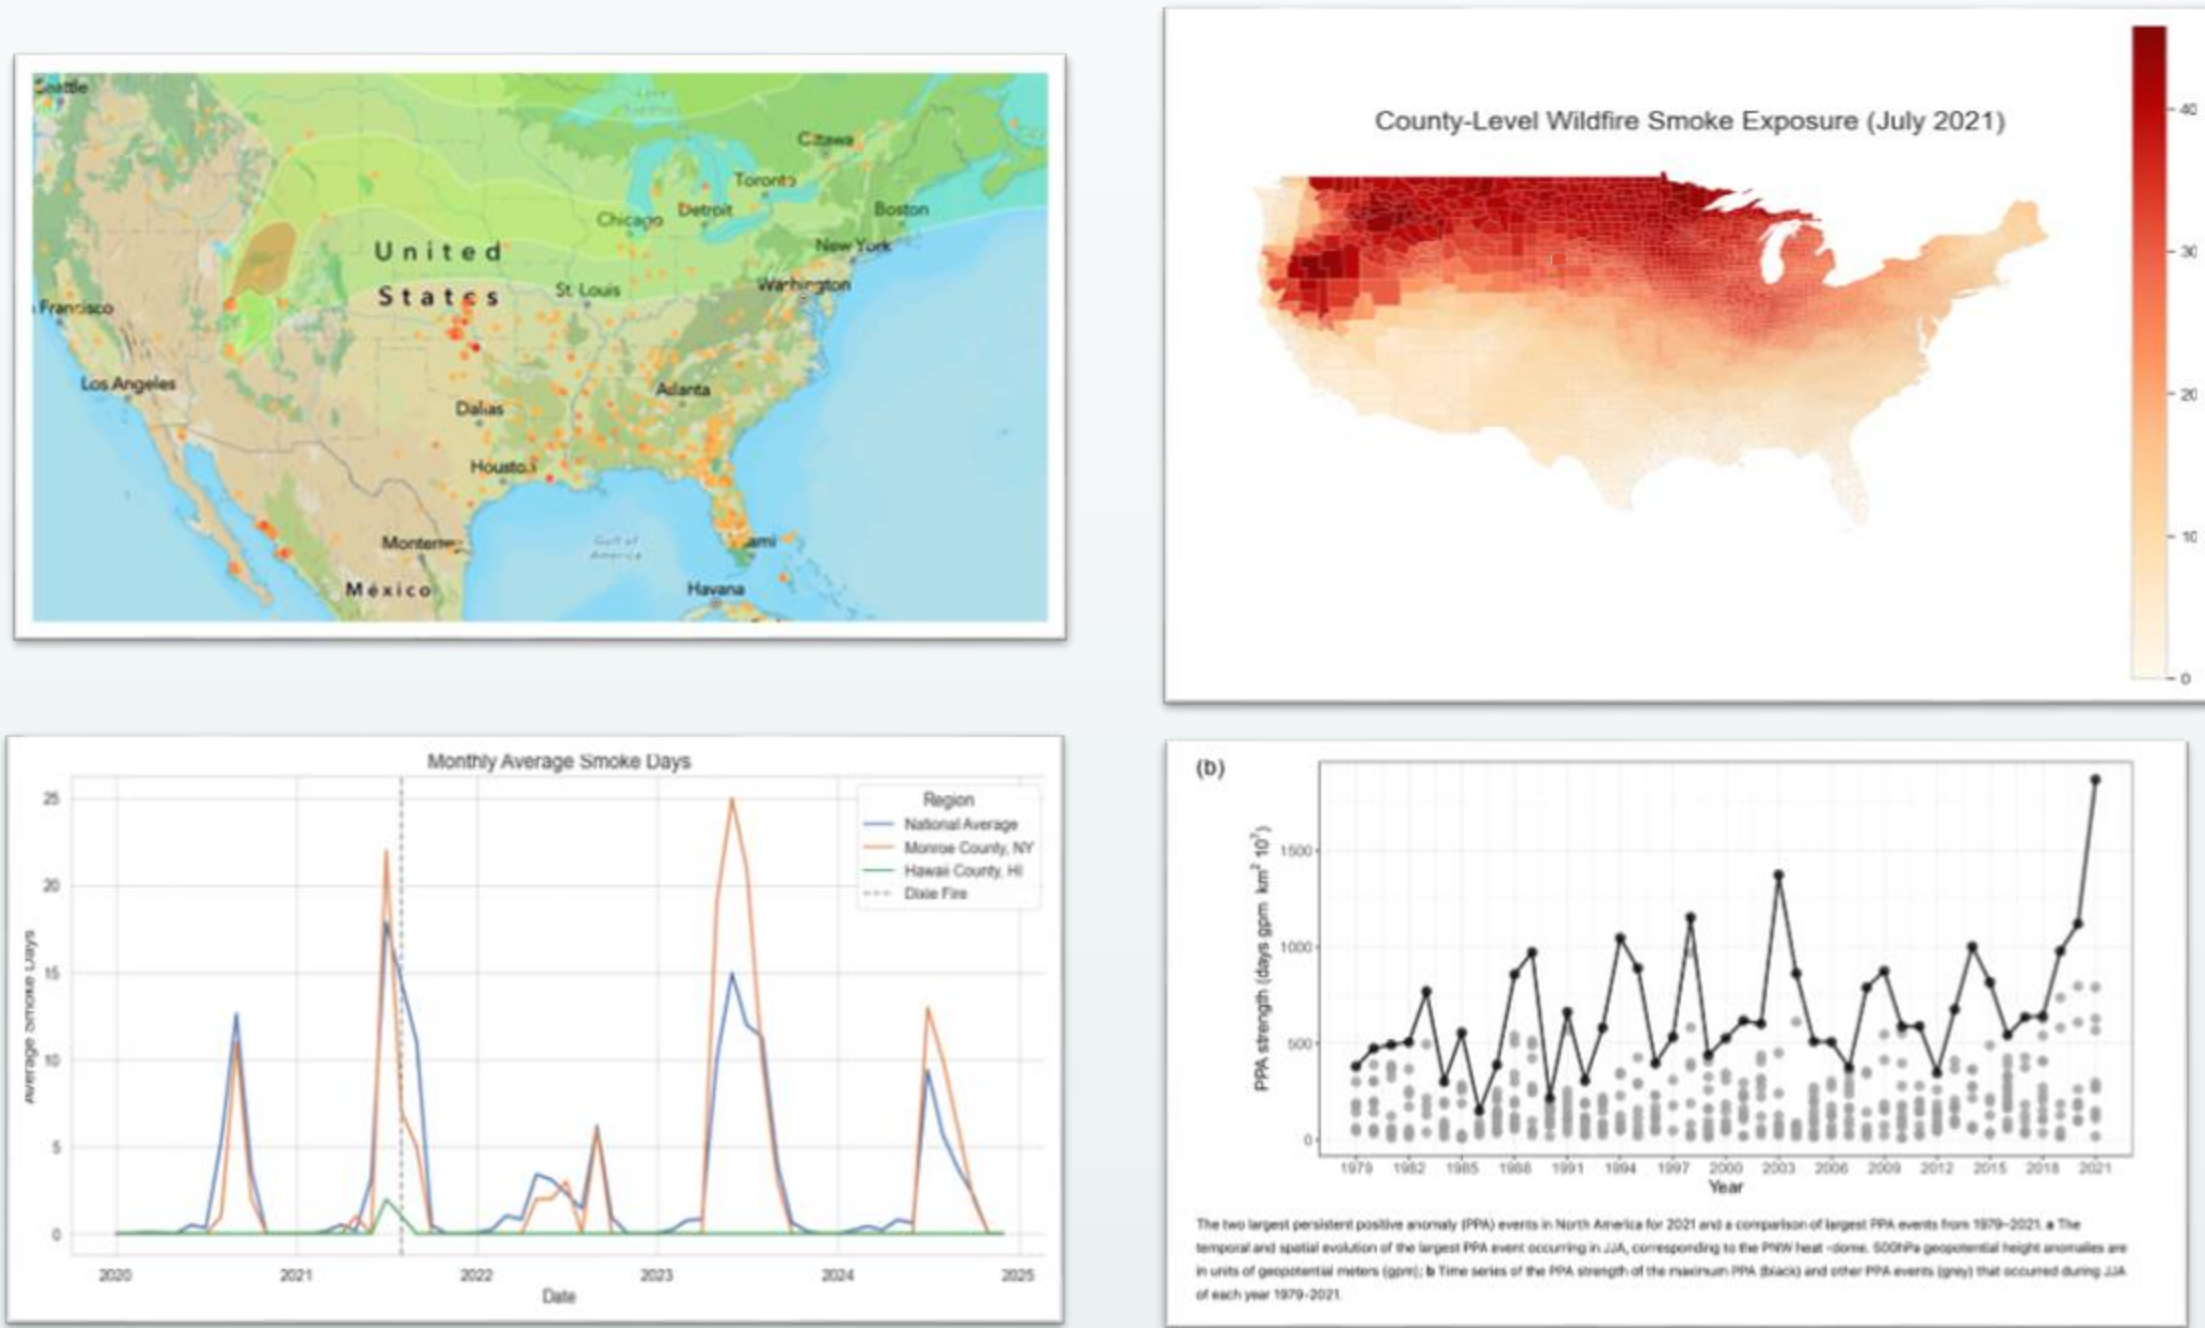 Seattle
Ottawa
Toronto
Chicago
Detroit
Boston
New York
United
States
St. Louis
Washington
Francisco
Los Angeles
Atlanta
Dallas
Houston
Gulf of
America
Monterrey
ami
México
Havana
County-Level Wildfire Smoke Exposure (July 2021)
40
30
20
10
0
Monthly Average Smoke Days
Average Smoke Days
25
20
15
10
5
0
Region
National Average
Monroe County, NY
Hawaii County, HI
Dixie Fire
2020
2021
2022
2023
2024
2025
Date
(b)
PPA strength (days gpm km² 10⁷)
1500
1000
500
0
1979
1982
1985
1988
1991
1994
1997
2000
2003
2006
2009
2012
2015
2018
2021
Year
The two largest persistent positive anomaly (PPA) events in North America for 2021 and a comparison of largest PPA events from 1979–2021. a The
temporal and spatial evolution of the largest PPA event occurring in JJA, corresponding to the PNW heat -dome. 500hPa geopotential height anomalies are
in units of geopotential meters (gpm); b Time series of the PPA strength of the maximum PPA (black) and other PPA events (grey) that occurred during JJA
of each year 1979–2021.